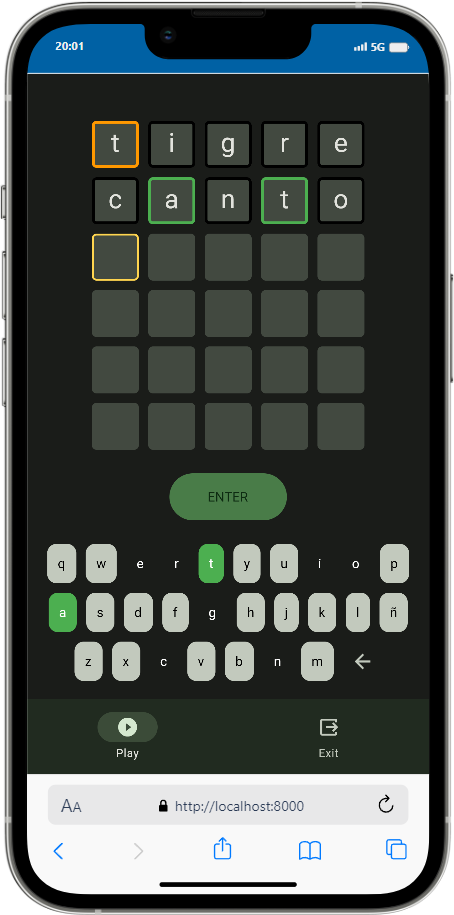 20:01 5G
t i g r e
c a n t o
ENTER
q w e r t y u i o p
a s d f g h j k l ñ
z x c v b n m
Play Exit
AA http://localhost:8000